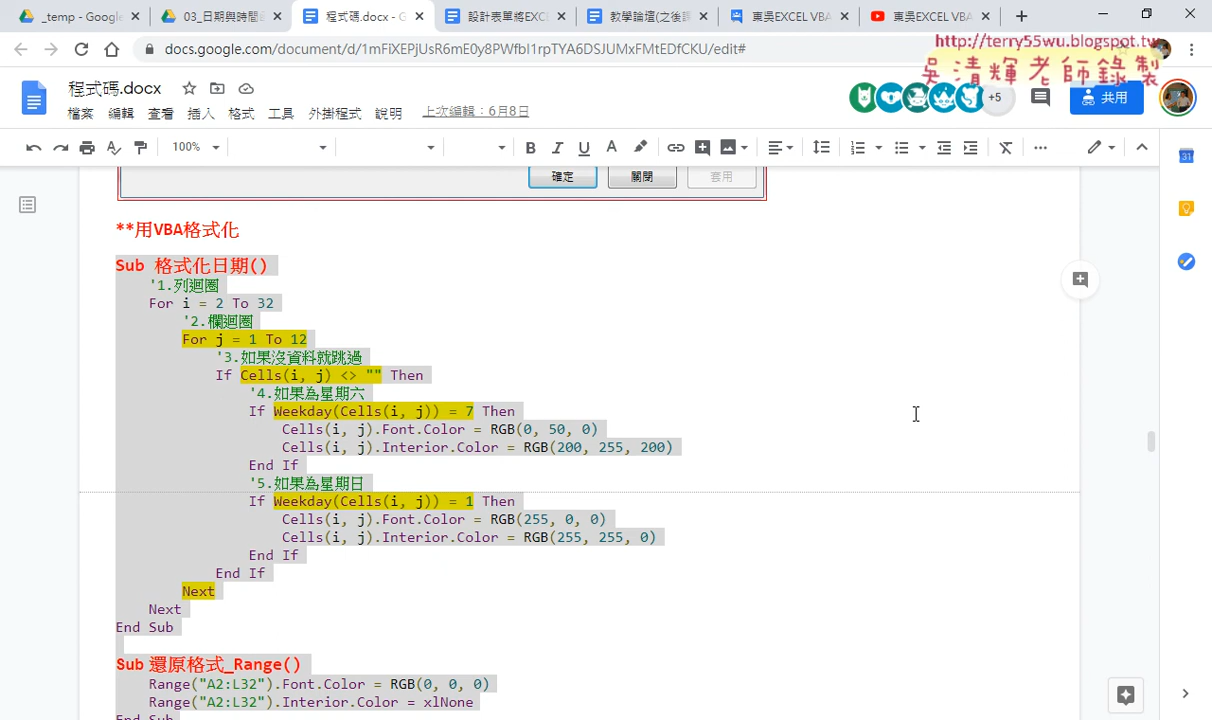 _temp - Google
03_日期與時間
程式碼.docx - G
設計表單將EXC
教學論壇(之後課
東吳EXCEL VBA
東吳EXCEL VBA
docs.google.com/document/d/1mFIXEPjUsR6mE0y8PWfbI1rpTYA6DSJUMxFMtEDfCKU/edit#
http://terry55wu.blogspot.tw
吳清輝老師錄製
程式碼.docx
檔案 編輯 查看 插入 格式 工具 外掛程式 說明 上次編輯：6月8日
+5
共用
100%
B I U A
31
確定 關閉 套用
**用VBA格式化
Sub 格式化日期()
'1.列迴圈
For i = 2 To 32
'2.欄迴圈
For j = 1 To 12
'3.如果沒資料就跳過
If Cells(i, j) <> "" Then
'4.如果為星期六
If Weekday(Cells(i, j)) = 7 Then
Cells(i, j).Font.Color = RGB(0, 50, 0)
Cells(i, j).Interior.Color = RGB(200, 255, 200)
End If
'5.如果為星期日
If Weekday(Cells(i, j)) = 1 Then
Cells(i, j).Font.Color = RGB(255, 0, 0)
Cells(i, j).Interior.Color = RGB(255, 255, 0)
End If
End If
Next
Next
End Sub
Sub 還原格式_Range()
Range("A2:L32").Font.Color = RGB(0, 0, 0)
Range("A2:L32").Interior.Color = xlNone
End Sub